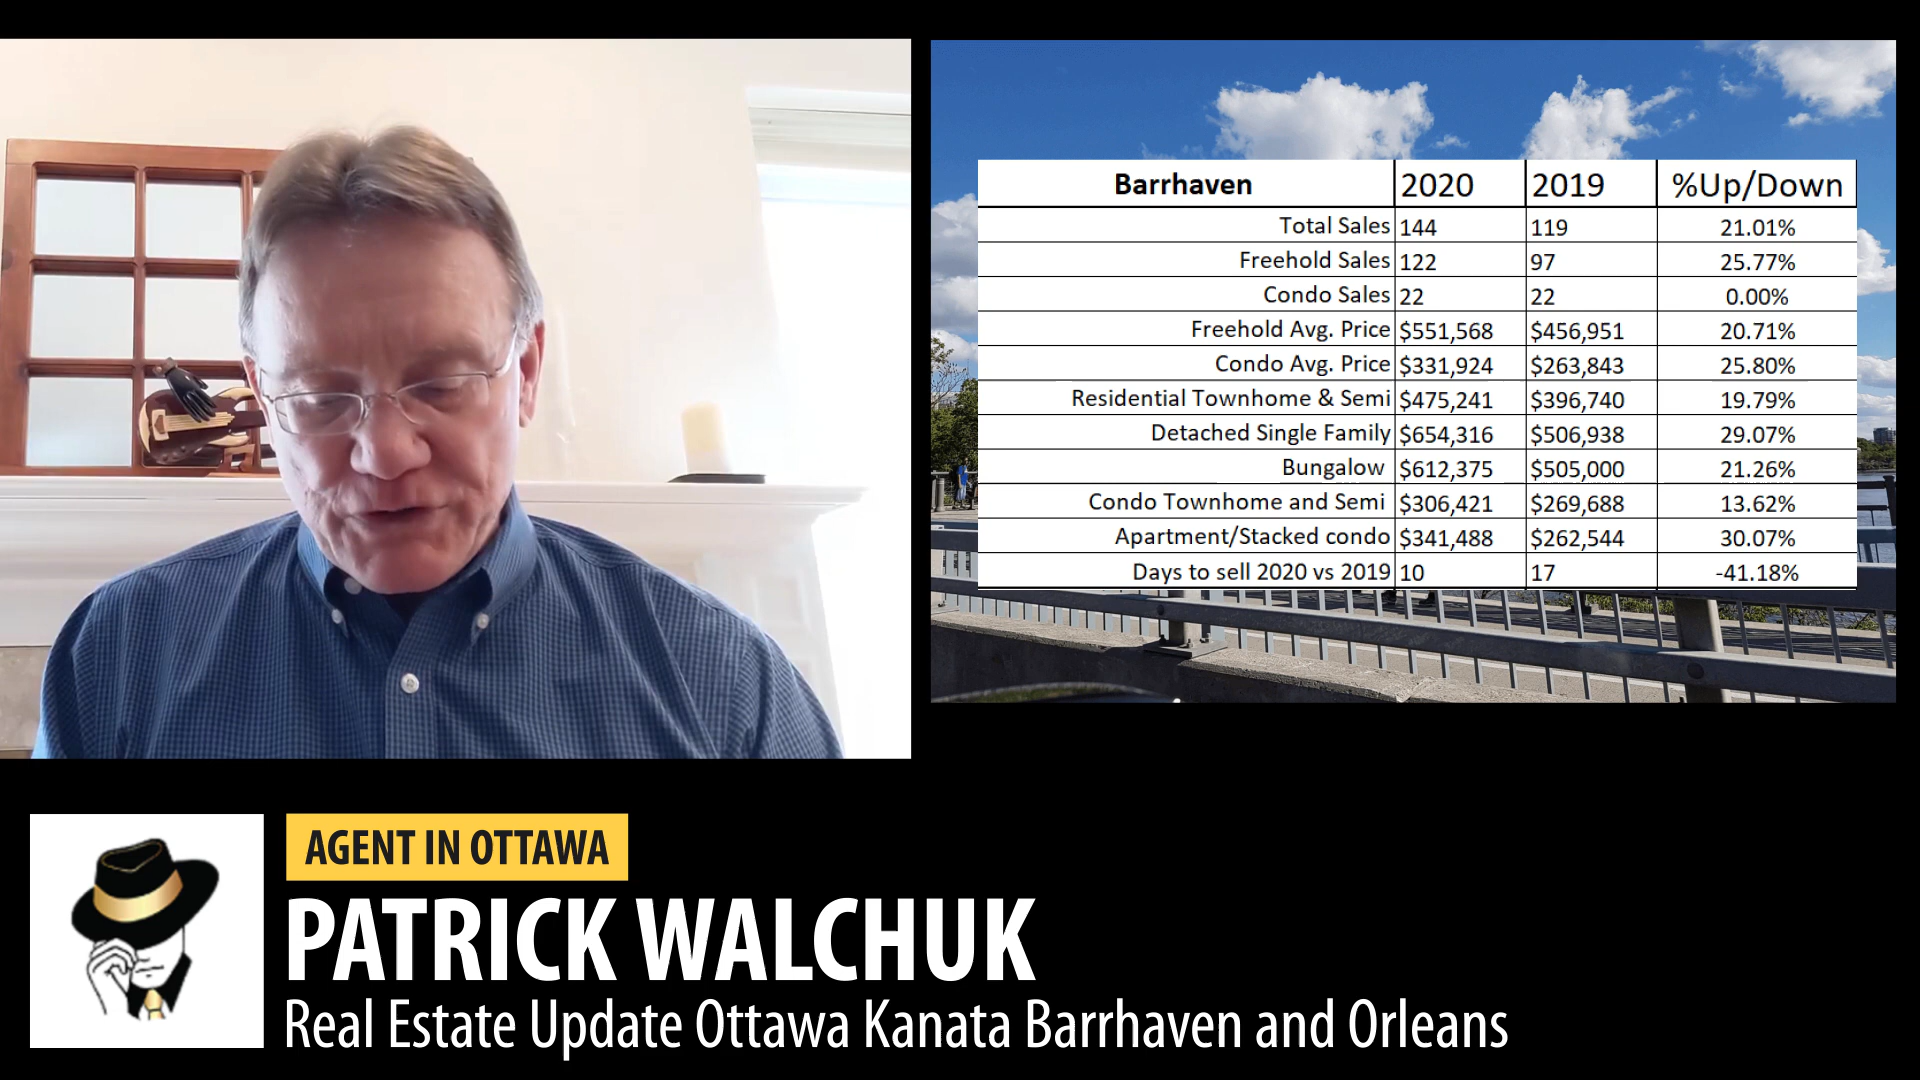 Barrhaven 2020 2019 %Up/Down
Total Sales 144 119 21.01%
Freehold Sales 122 97 25.77%
Condo Sales 22 22 0.00%
Freehold Avg. Price $551,568 $456,951 20.71%
Condo Avg. Price $331,924 $263,843 25.80%
Residential Townhome & Semi $475,241 $396,740 19.79%
Detached Single Family $654,316 $506,938 29.07%
Bungalow $612,375 $505,000 21.26%
Condo Townhome and Semi $306,421 $269,688 13.62%
Apartment/Stacked condo $341,488 $262,544 30.07%
Days to sell 2020 vs 2019 10 17 -41.18%
AGENT IN OTTAWA
PATRICK WALCHUK
Real Estate Update Ottawa Kanata Barrhaven and Orleans